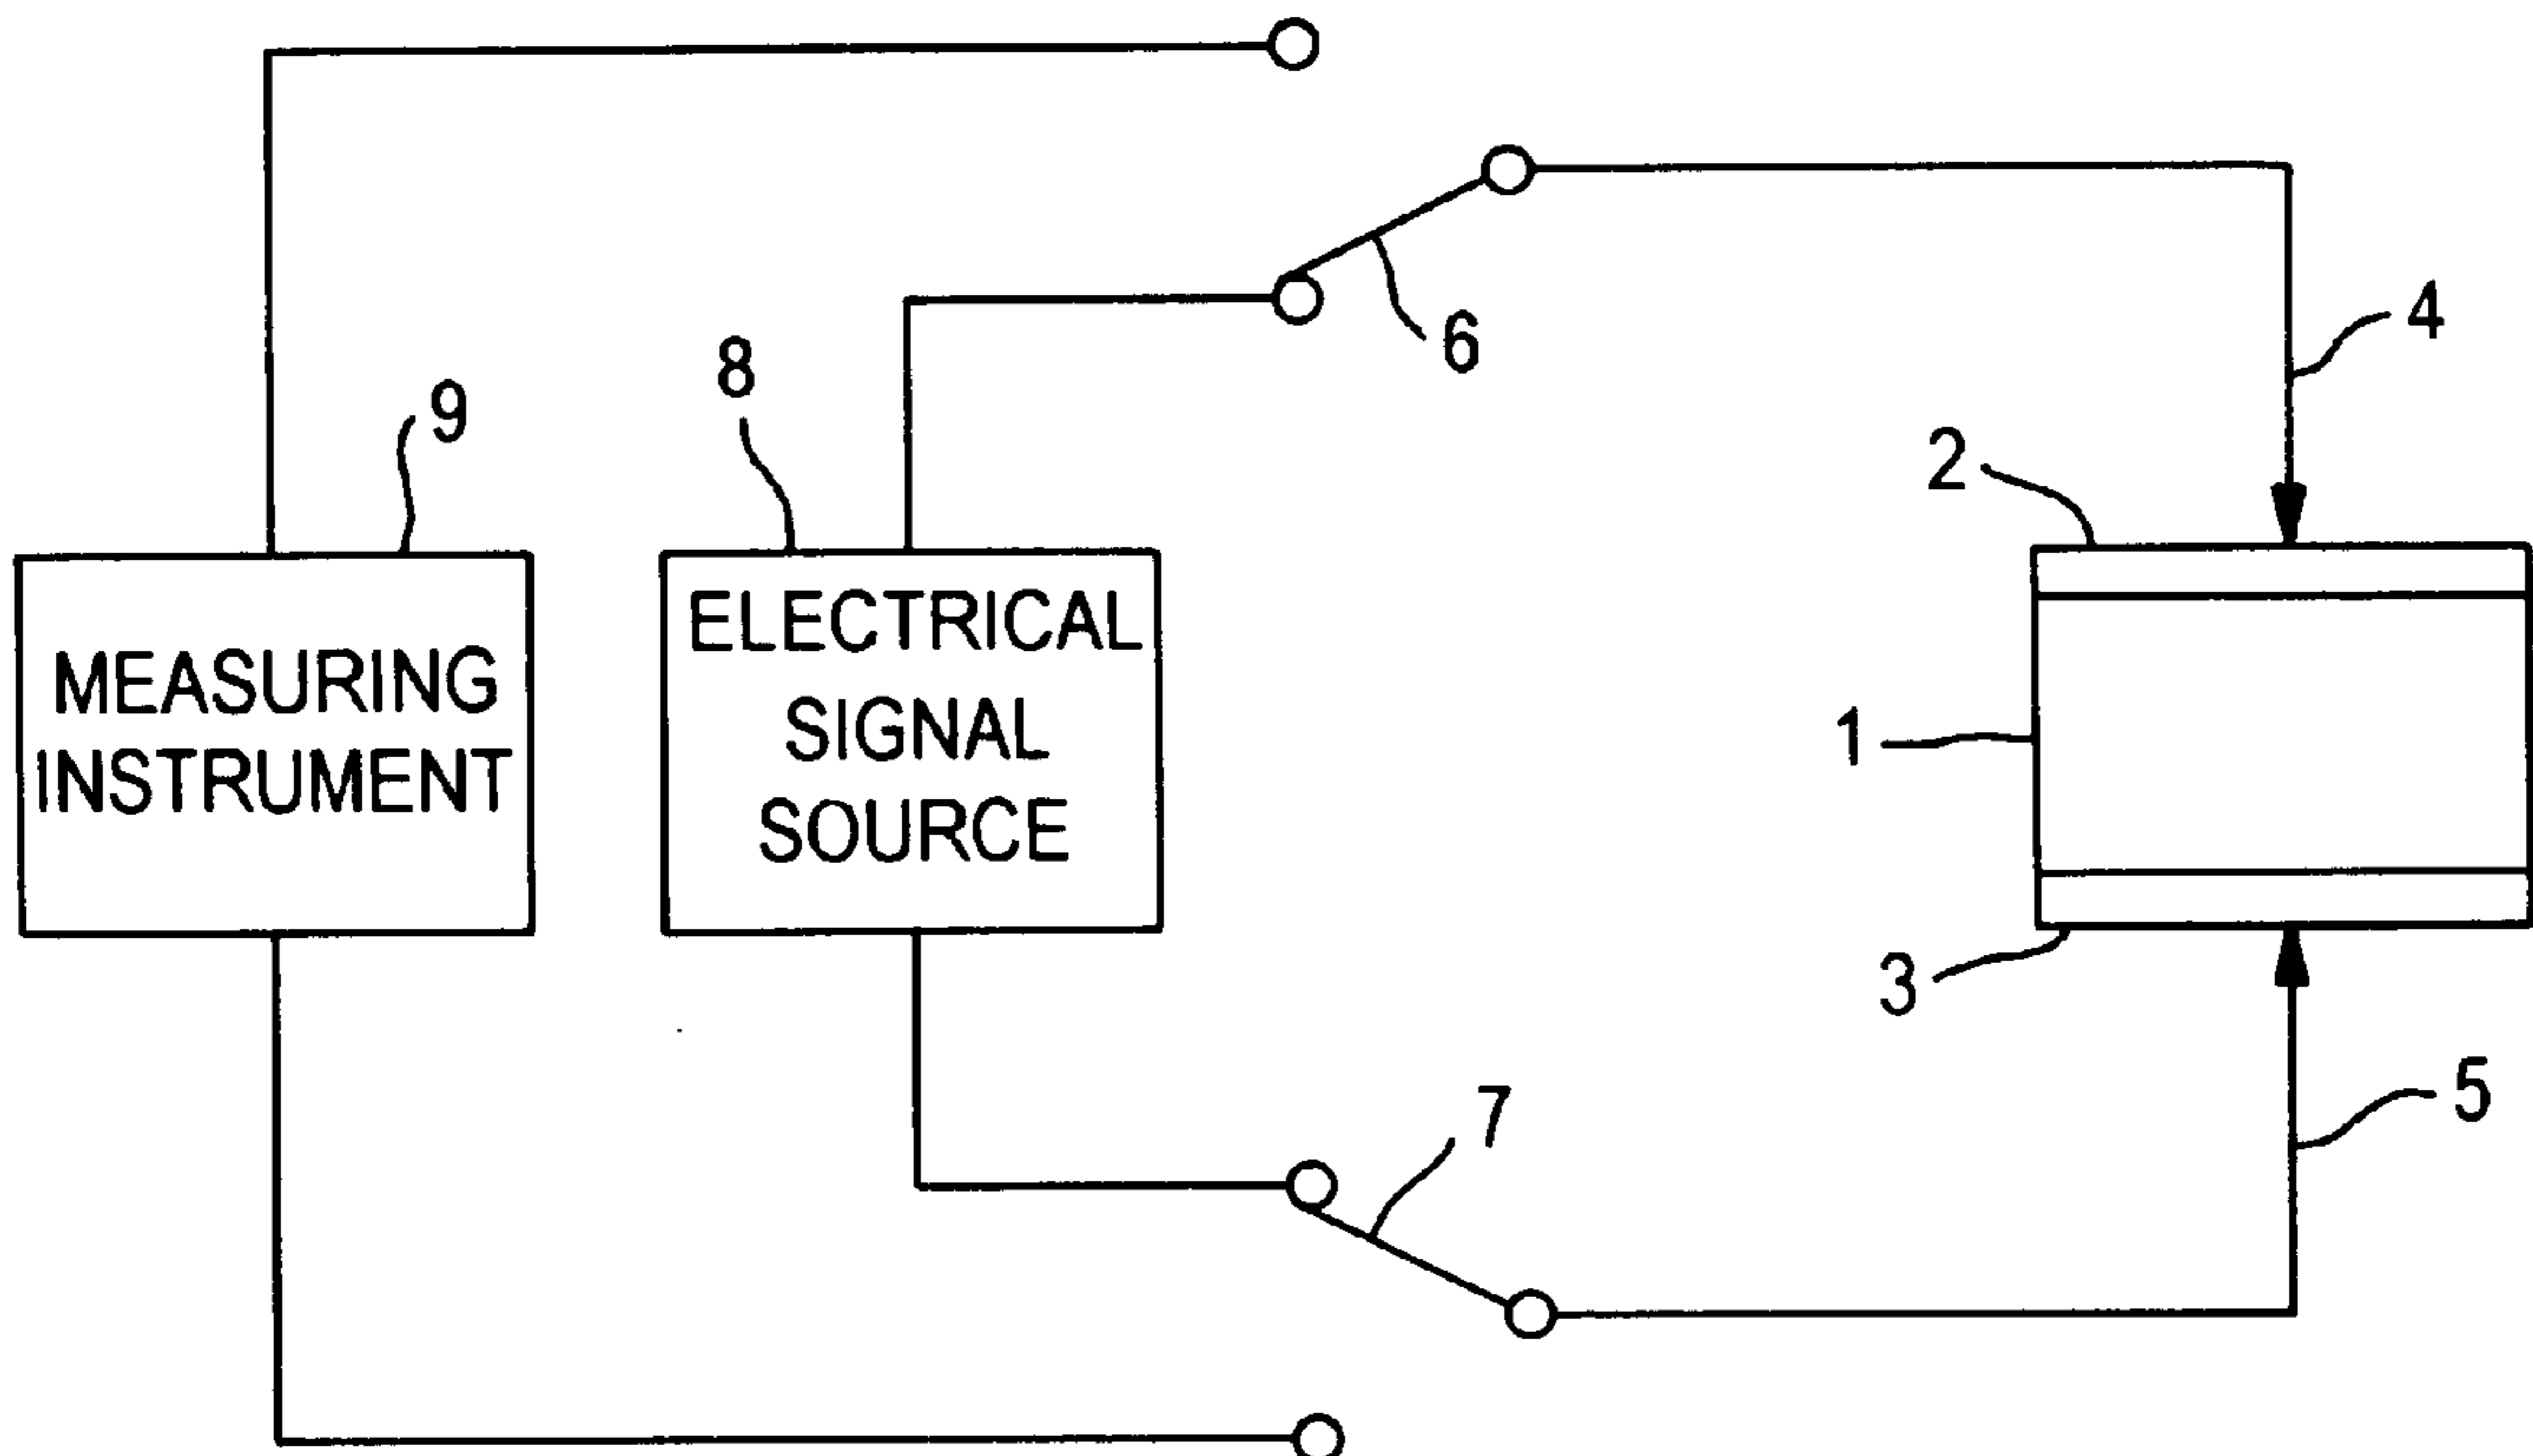 6
4
8
9
2
MEASURING
INSTRUMENT
ELECTRICAL
SIGNAL
SOURCE
1
3
5
7